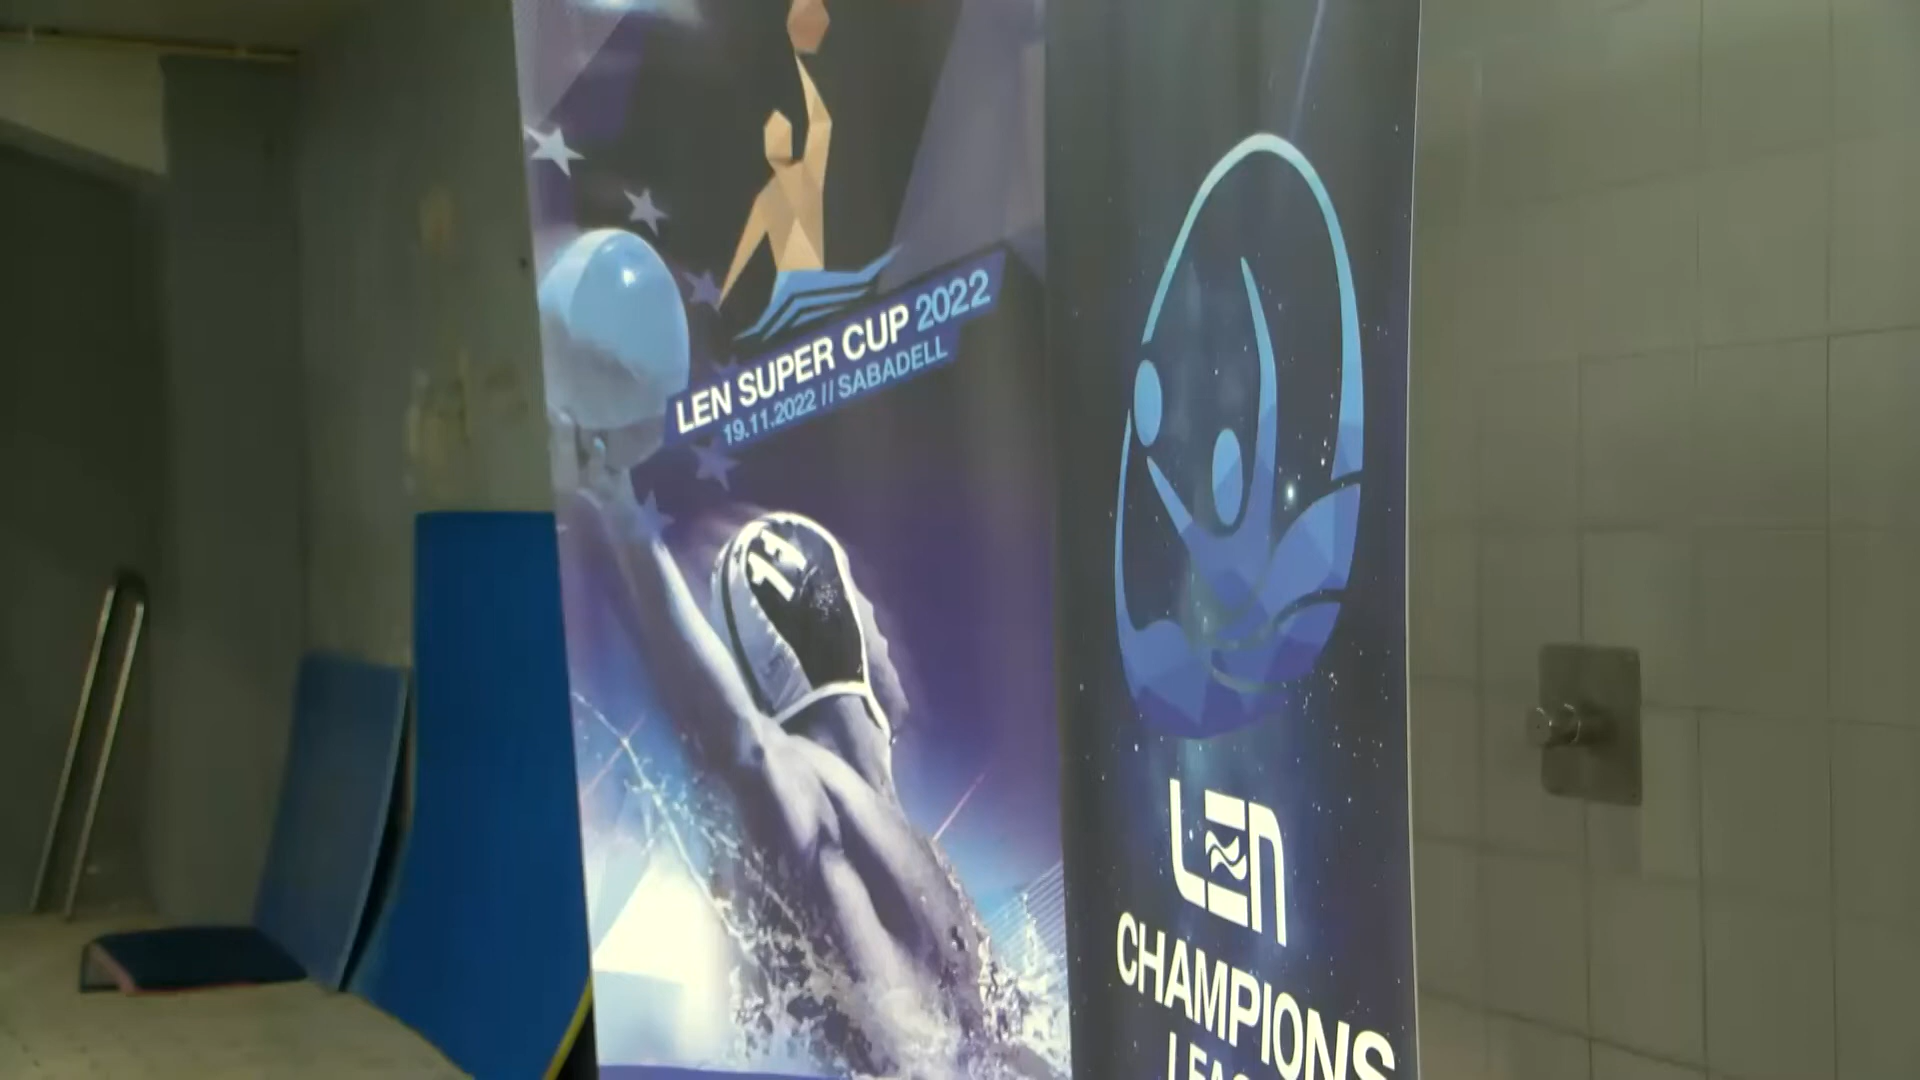 LEN SUPER CUP 2022
19.11.2022 // SABADELL
11
LEN
CHAMPIONS